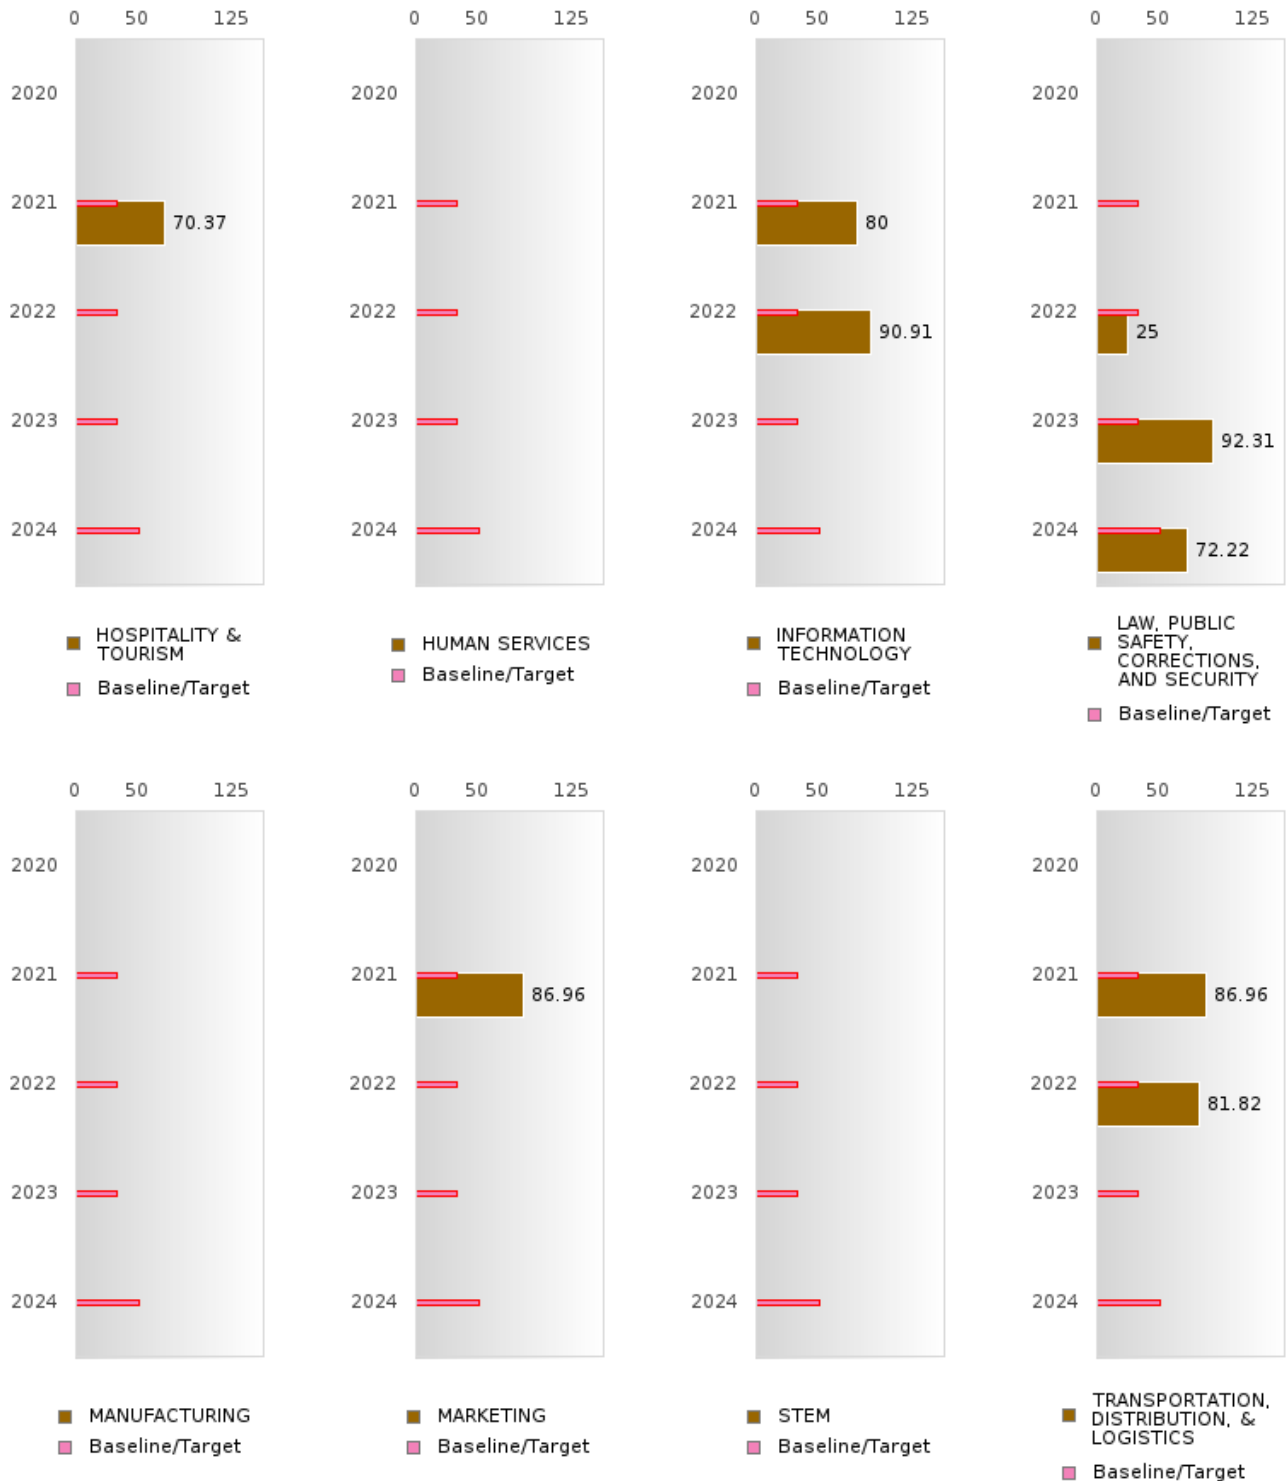 0 50 125 0 50 125 0 50 125 0 50 125
2020 2020 2020 2020
2021 2021 2021 2021
70.37 80
2022 2022 2022 2022
90.91 25
2023 2023 2023 2023
92.31
2024 2024 2024 2024
72.22
HOSPITALITY &
TOURISM
Baseline/Target
HUMAN SERVICES
Baseline/Target
INFORMATION
TECHNOLOGY
Baseline/Target
LAW, PUBLIC
SAFETY,
CORRECTIONS,
AND SECURITY
Baseline/Target
0 50 125 0 50 125 0 50 125 0 50 125
2020 2020 2020 2020
2021 2021 2021 2021
86.96 86.96
2022 2022 2022 2022
81.82
2023 2023 2023 2023
2024 2024 2024 2024
MANUFACTURING
Baseline/Target
MARKETING
Baseline/Target
STEM
Baseline/Target
TRANSPORTATION,
DISTRIBUTION, &
LOGISTICS
Baseline/Target